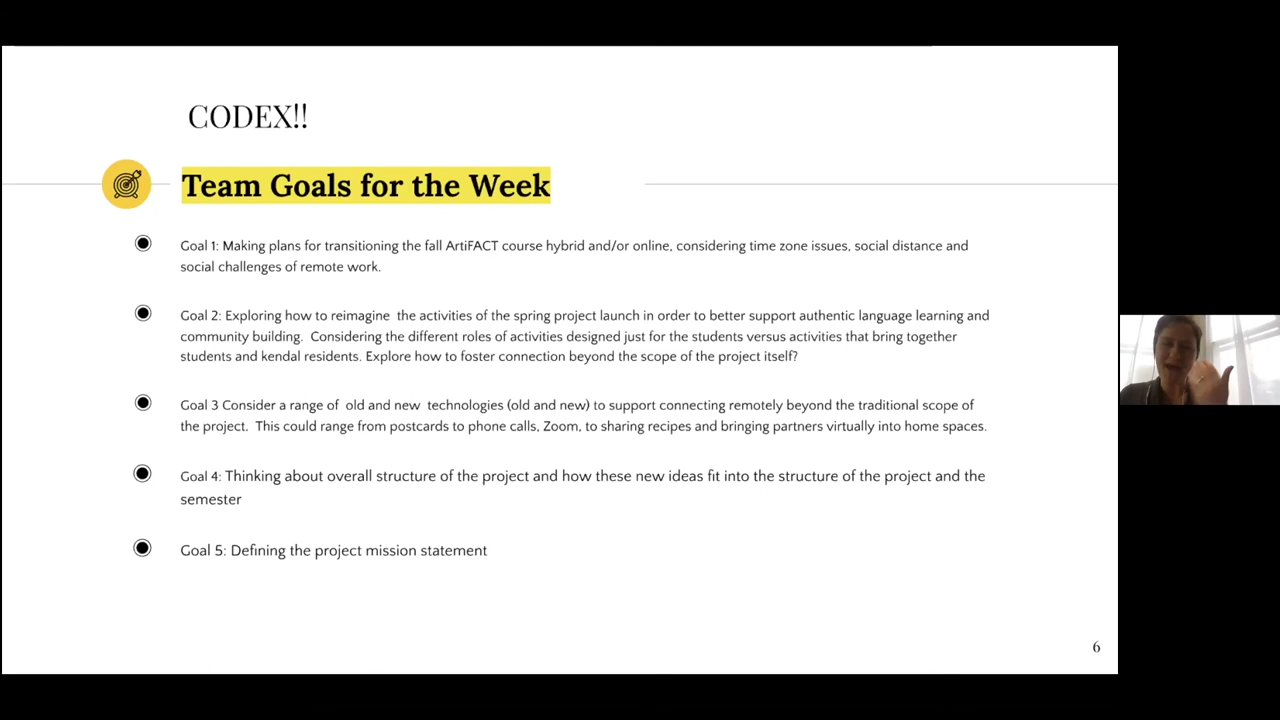 CODEX!!
Team Goals for the Week
Goal 1: Making plans for transitioning the fall ArtiFACT course hybrid and/or online, considering time zone issues, social distance and
social challenges of remote work.
Goal 2: Exploring how to reimagine the activities of the spring project launch in order to better support authentic language learning and
community building. Considering the different roles of activities designed just for the students versus activities that bring together
students and kendal residents. Explore how to foster connection beyond the scope of the project itself?
Goal 3 Consider a range of old and new technologies (old and new) to support connecting remotely beyond the traditional scope of
the project. This could range from postcards to phone calls, Zoom, to sharing recipes and bringing partners virtually into home spaces.
Goal 4: Thinking about overall structure of the project and how these new ideas fit into the structure of the project and the
semester
Goal 5: Defining the project mission statement
6